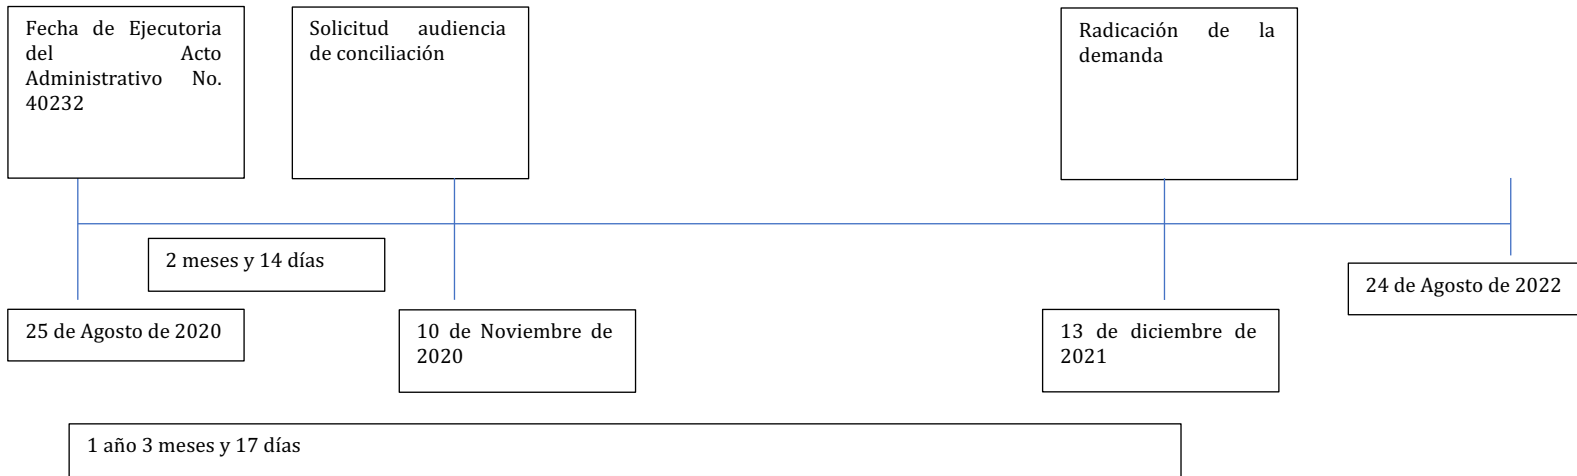 Fecha de Ejecutoria
del Acto
Administrativo No.
40232
Solicitud audiencia
de conciliación
Radicación de la
demanda
2 meses y 14 días
24 de Agosto de 2022
25 de Agosto de 2020
10 de Noviembre de
2020
13 de diciembre de
2021
1 año 3 meses y 17 días